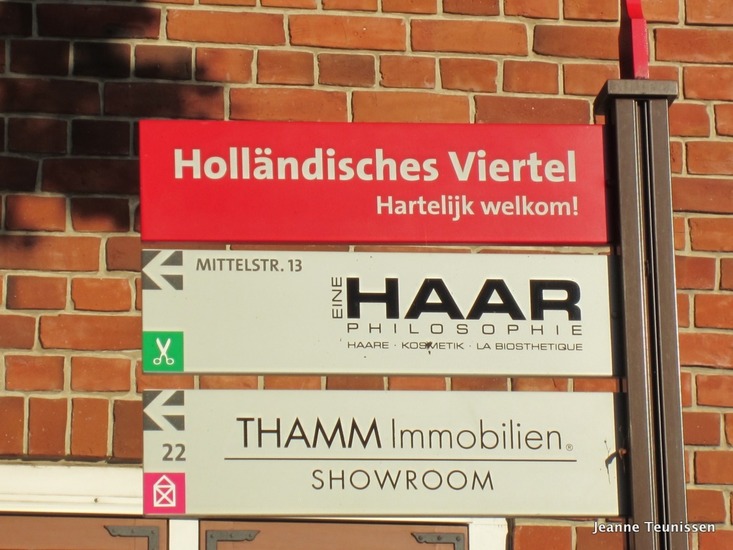 Holländisches Viertel
Hartelijk welkom!
MITTELSTR. 13
EINE HAAR
PHILOSOPHIE
HAARE · KOSMETIK · LA BIOSTHETIQUE
22
THAMM Immobilien®
SHOWROOM
Jeanne Teunissen